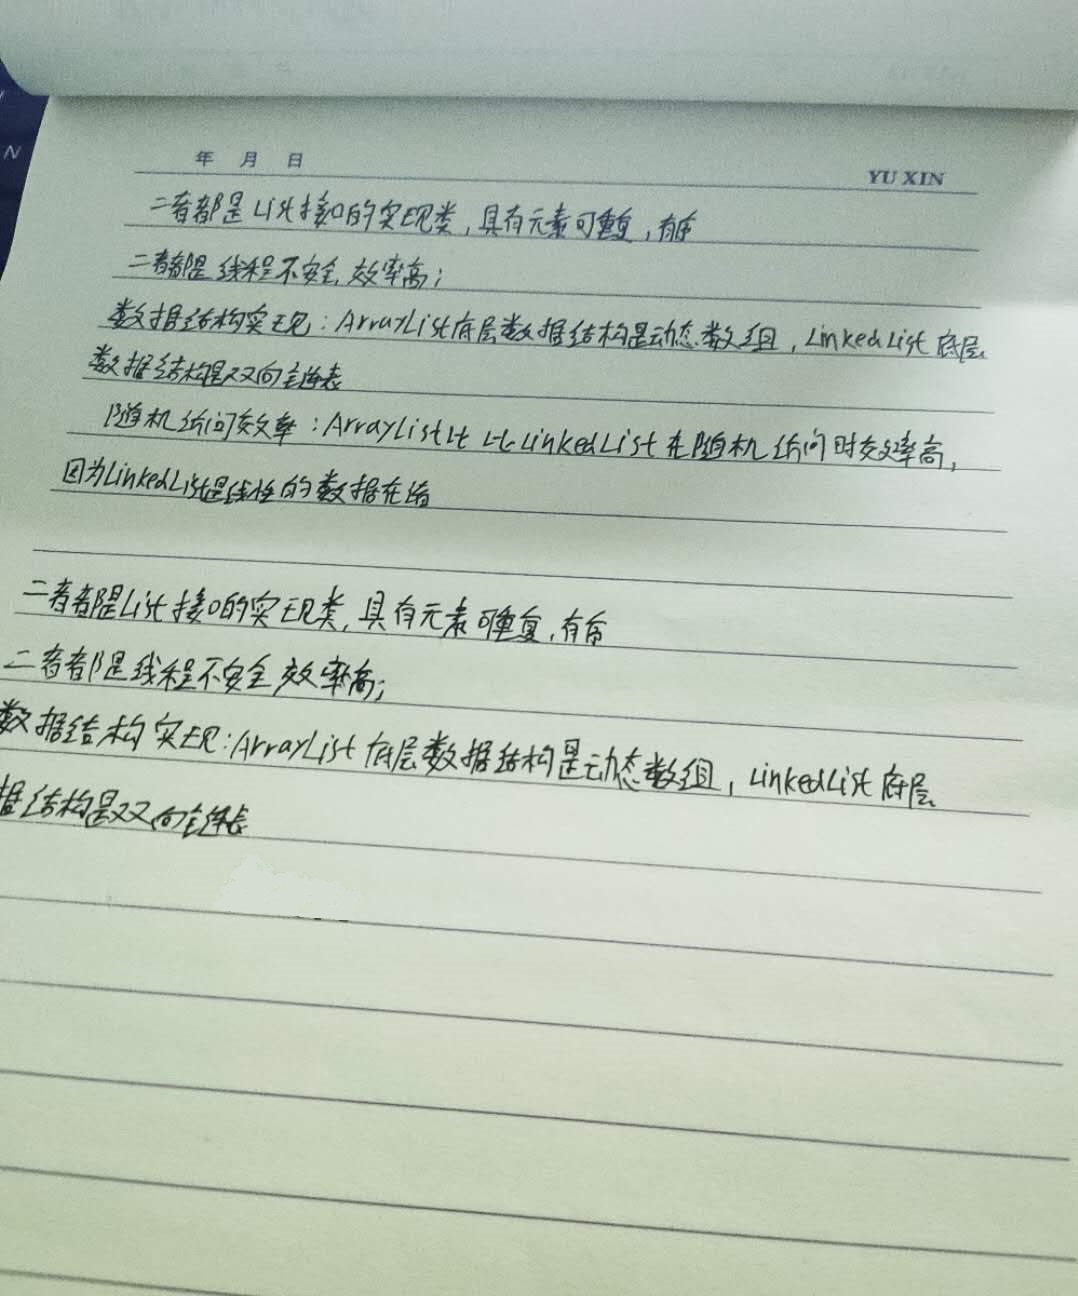 年 月 日
YU XIN
二者都是List接口的实现类，具有元素可重复，有序
二者都是线程不安全，效率高；
数据结构实现：ArrayList底层数据结构是动态数组，LinkedList底层
数据结构是双向链表
随机访问效率：ArrayList比 比LinkedList在随机访问时效率高，
因为LinkedList是线性的数据存储
二者都是List接口的实现类，具有元素可重复，有序
二者都是线程不安全，效率高；
数据结构实现：ArrayList底层数据结构是动态数组，LinkedList底层
据结构是双向链表
N